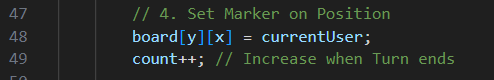 47 // 4. Set Marker on Position
48 board[y][x] = currentUser;
49 count++; // Increase when Turn ends